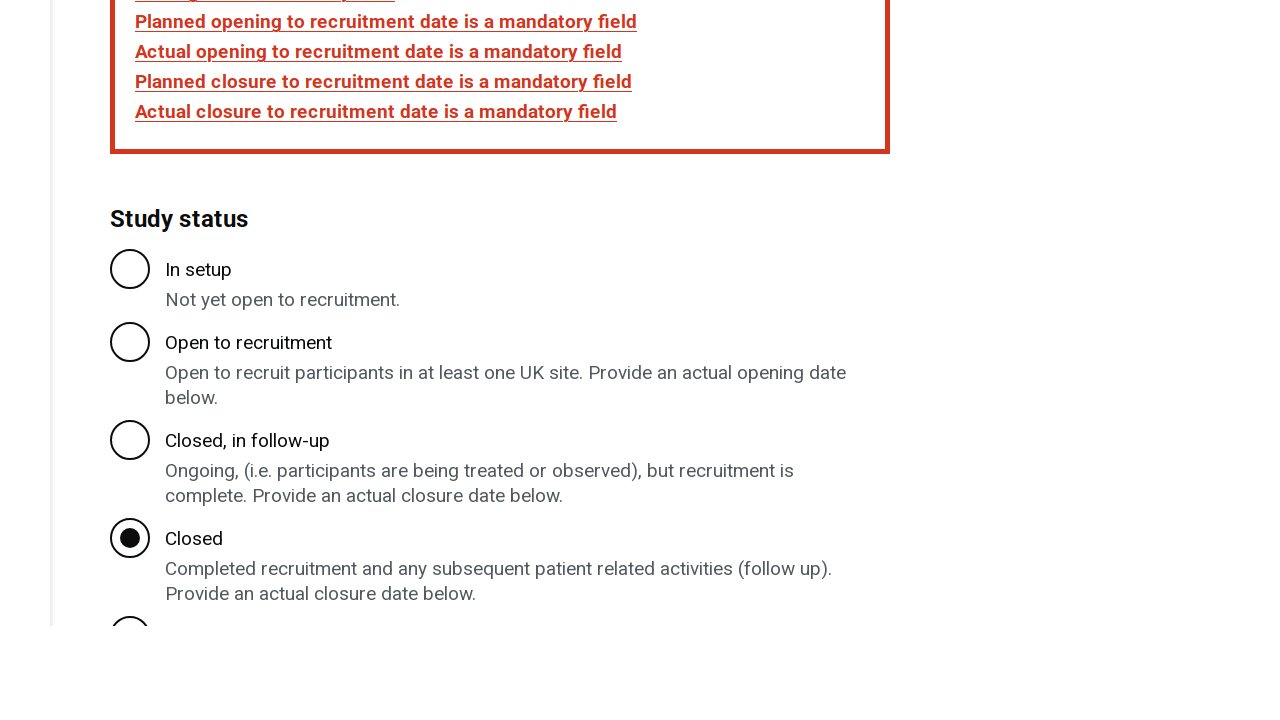 Planned opening to recruitment date is a mandatory field
Actual opening to recruitment date is a mandatory field
Planned closure to recruitment date is a mandatory field
Actual closure to recruitment date is a mandatory field
Study status
In setup
Not yet open to recruitment.
Open to recruitment
Open to recruit participants in at least one UK site. Provide an actual opening date
below.
Closed, in follow-up
Ongoing, (i.e. participants are being treated or observed), but recruitment is
complete. Provide an actual closure date below.
Closed
Completed recruitment and any subsequent patient related activities (follow up).
Provide an actual closure date below.